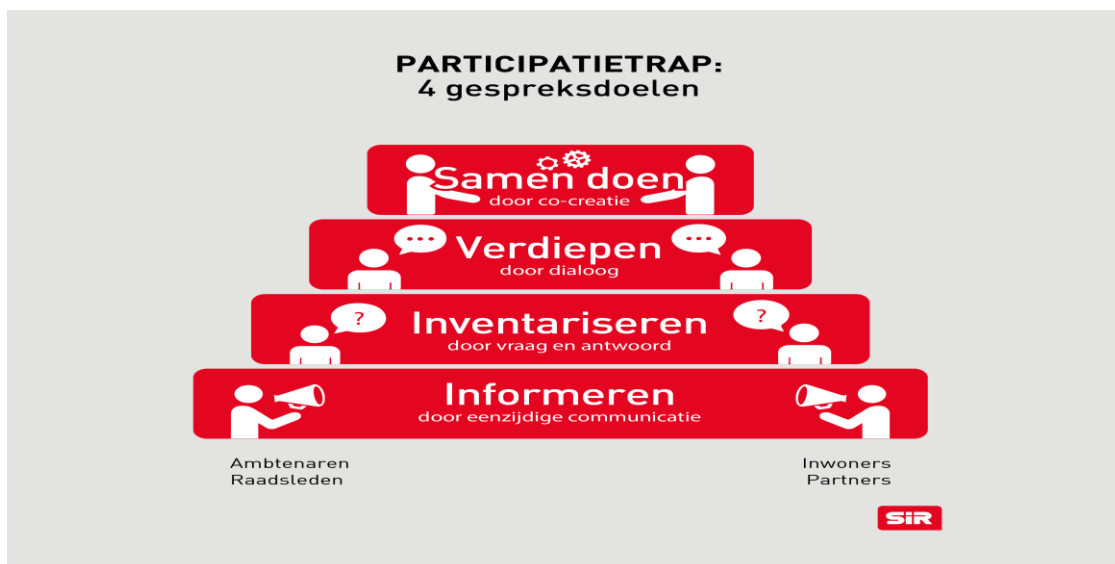 PARTICIPATIETRAP:
4 gespreksdoelen
Samen doen
door co-creatie
Verdiepen
door dialoog
?
?
Inventariseren
door vraag en antwoord
Informeren
door eenzijdige communicatie
Ambtenaren
Raadsleden
Inwoners
Partners
SiR